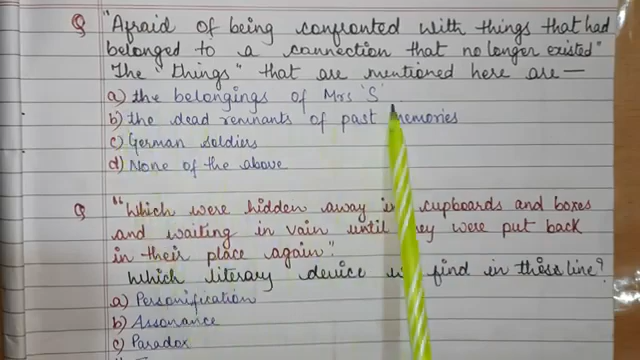 Q "Afraid of being confronted with things that had
belonged to a connection that no longer existed"
The "things" that are mentioned here are —
a) the belongings of Mrs 'S'
b) the dead remnants of past memories
c) German Soldiers
d) None of the above
Q "Which were hidden away in cupboards and boxes
and waiting in vain until they were put back
in their place again."
Which literary device find in these line?
a) Personification
b) Assonance
c) Paradox